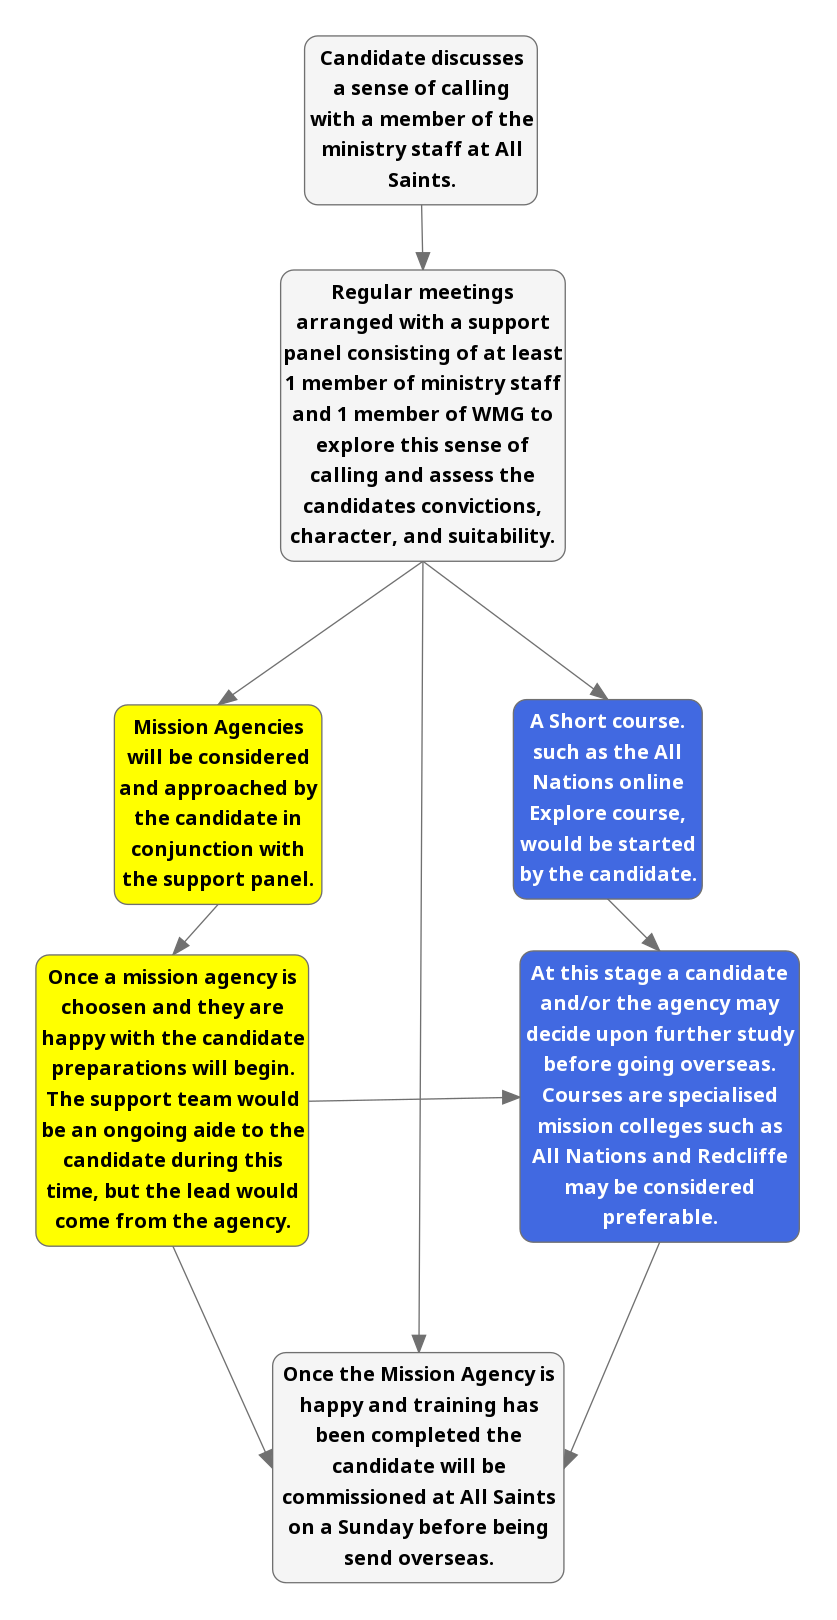 Candidate discusses
a sense of calling
with a member of the
ministry staff at All
Saints.
Regular meetings
arranged with a support
panel consisting of at least
1 member of ministry staff
and 1 member of WMG to
explore this sense of
calling and assess the
candidates convictions,
character, and suitability.
Mission Agencies
will be considered
and approached by
the candidate in
conjunction with
the support panel.
A Short course.
such as the All
Nations online
Explore course,
would be started
by the candidate.
Once a mission agency is
choosen and they are
happy with the candidate
preparations will begin.
The support team would
be an ongoing aide to the
candidate during this
time, but the lead would
come from the agency.
At this stage a candidate
and/or the agency may
decide upon further study
before going overseas.
Courses are specialised
mission colleges such as
All Nations and Redcliffe
may be considered
preferable.
Once the Mission Agency is
happy and training has
been completed the
candidate will be
commissioned at All Saints
on a Sunday before being
send overseas.